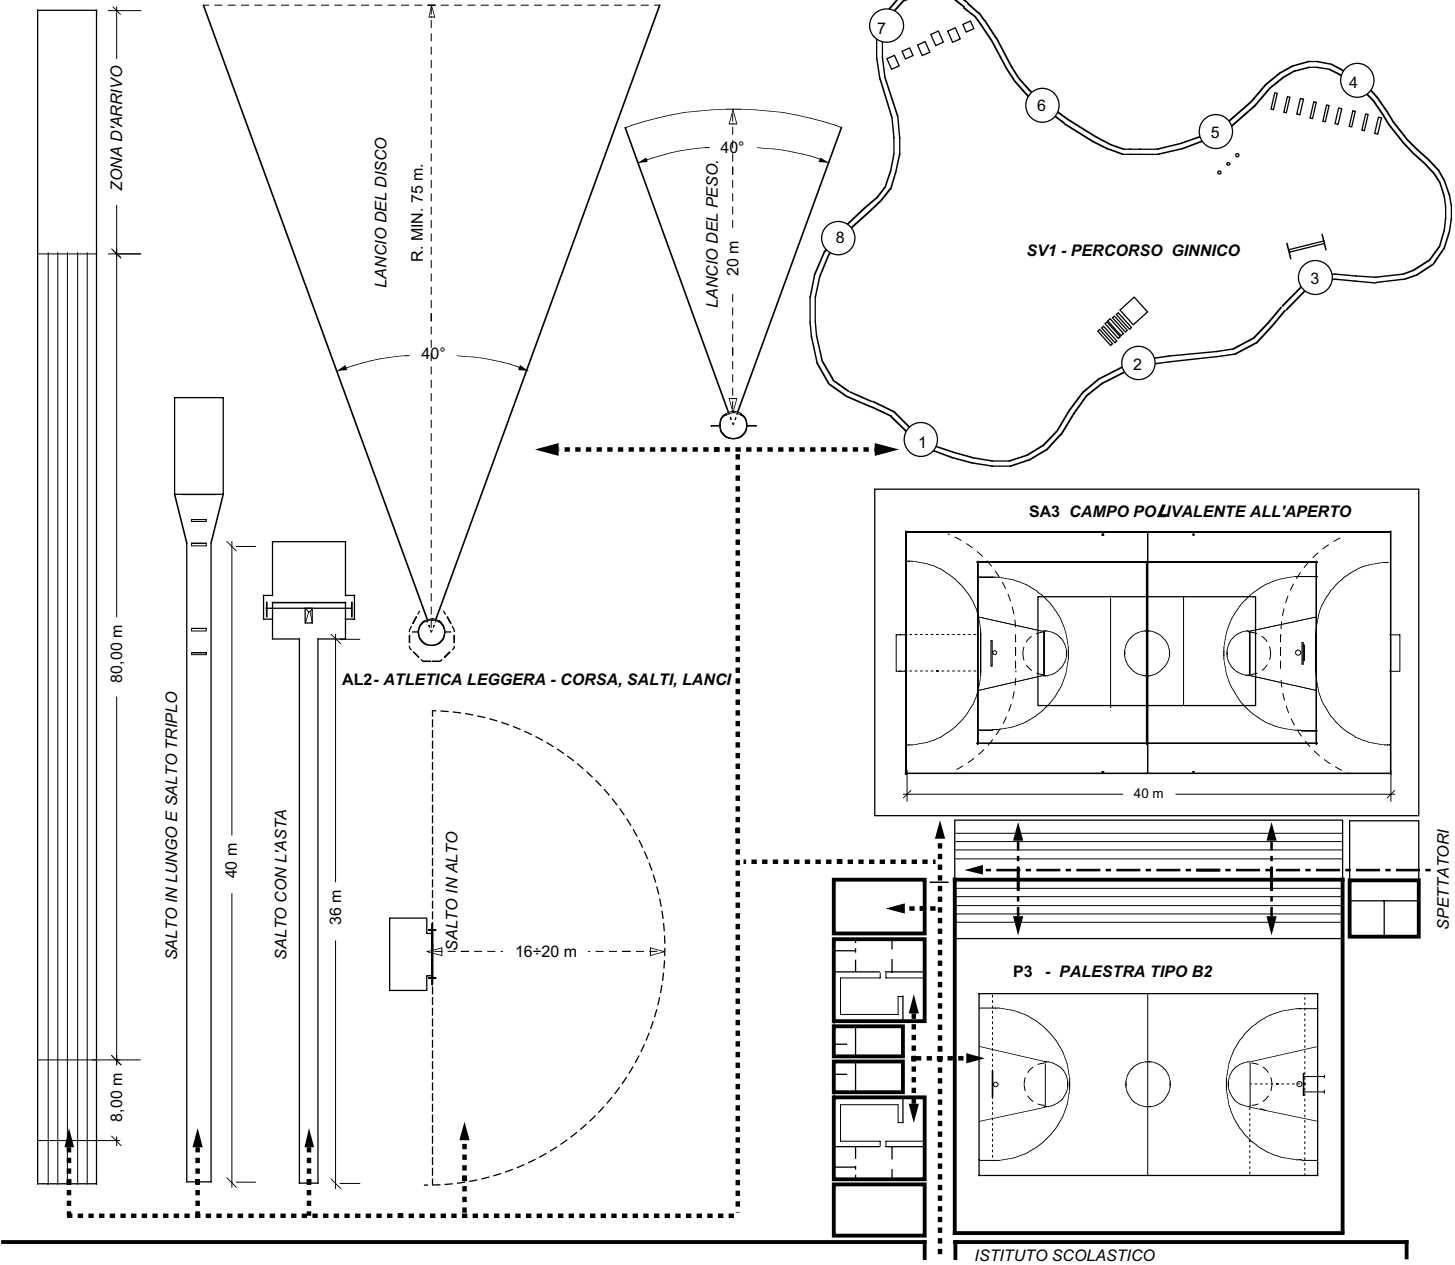 7
6
5
4
8
3
2
1
ZONA D'ARRIVO
LANCIO DEL DISCO
R. MIN. 75 m.
40°
LANCIO DEL PESO.
20 m
40°
SV1 - PERCORSO GINNICO
SA3 CAMPO POLIVALENTE ALL'APERTO
40 m
80,00 m
8,00 m
SALTO IN LUNGO E SALTO TRIPLO
40 m
SALTO CON L'ASTA
36 m
AL2- ATLETICA LEGGERA - CORSA, SALTI, LANCI
SALTO IN ALTO
16÷20 m
SPETTATORI
P3 - PALESTRA TIPO B2
ISTITUTO SCOLASTICO